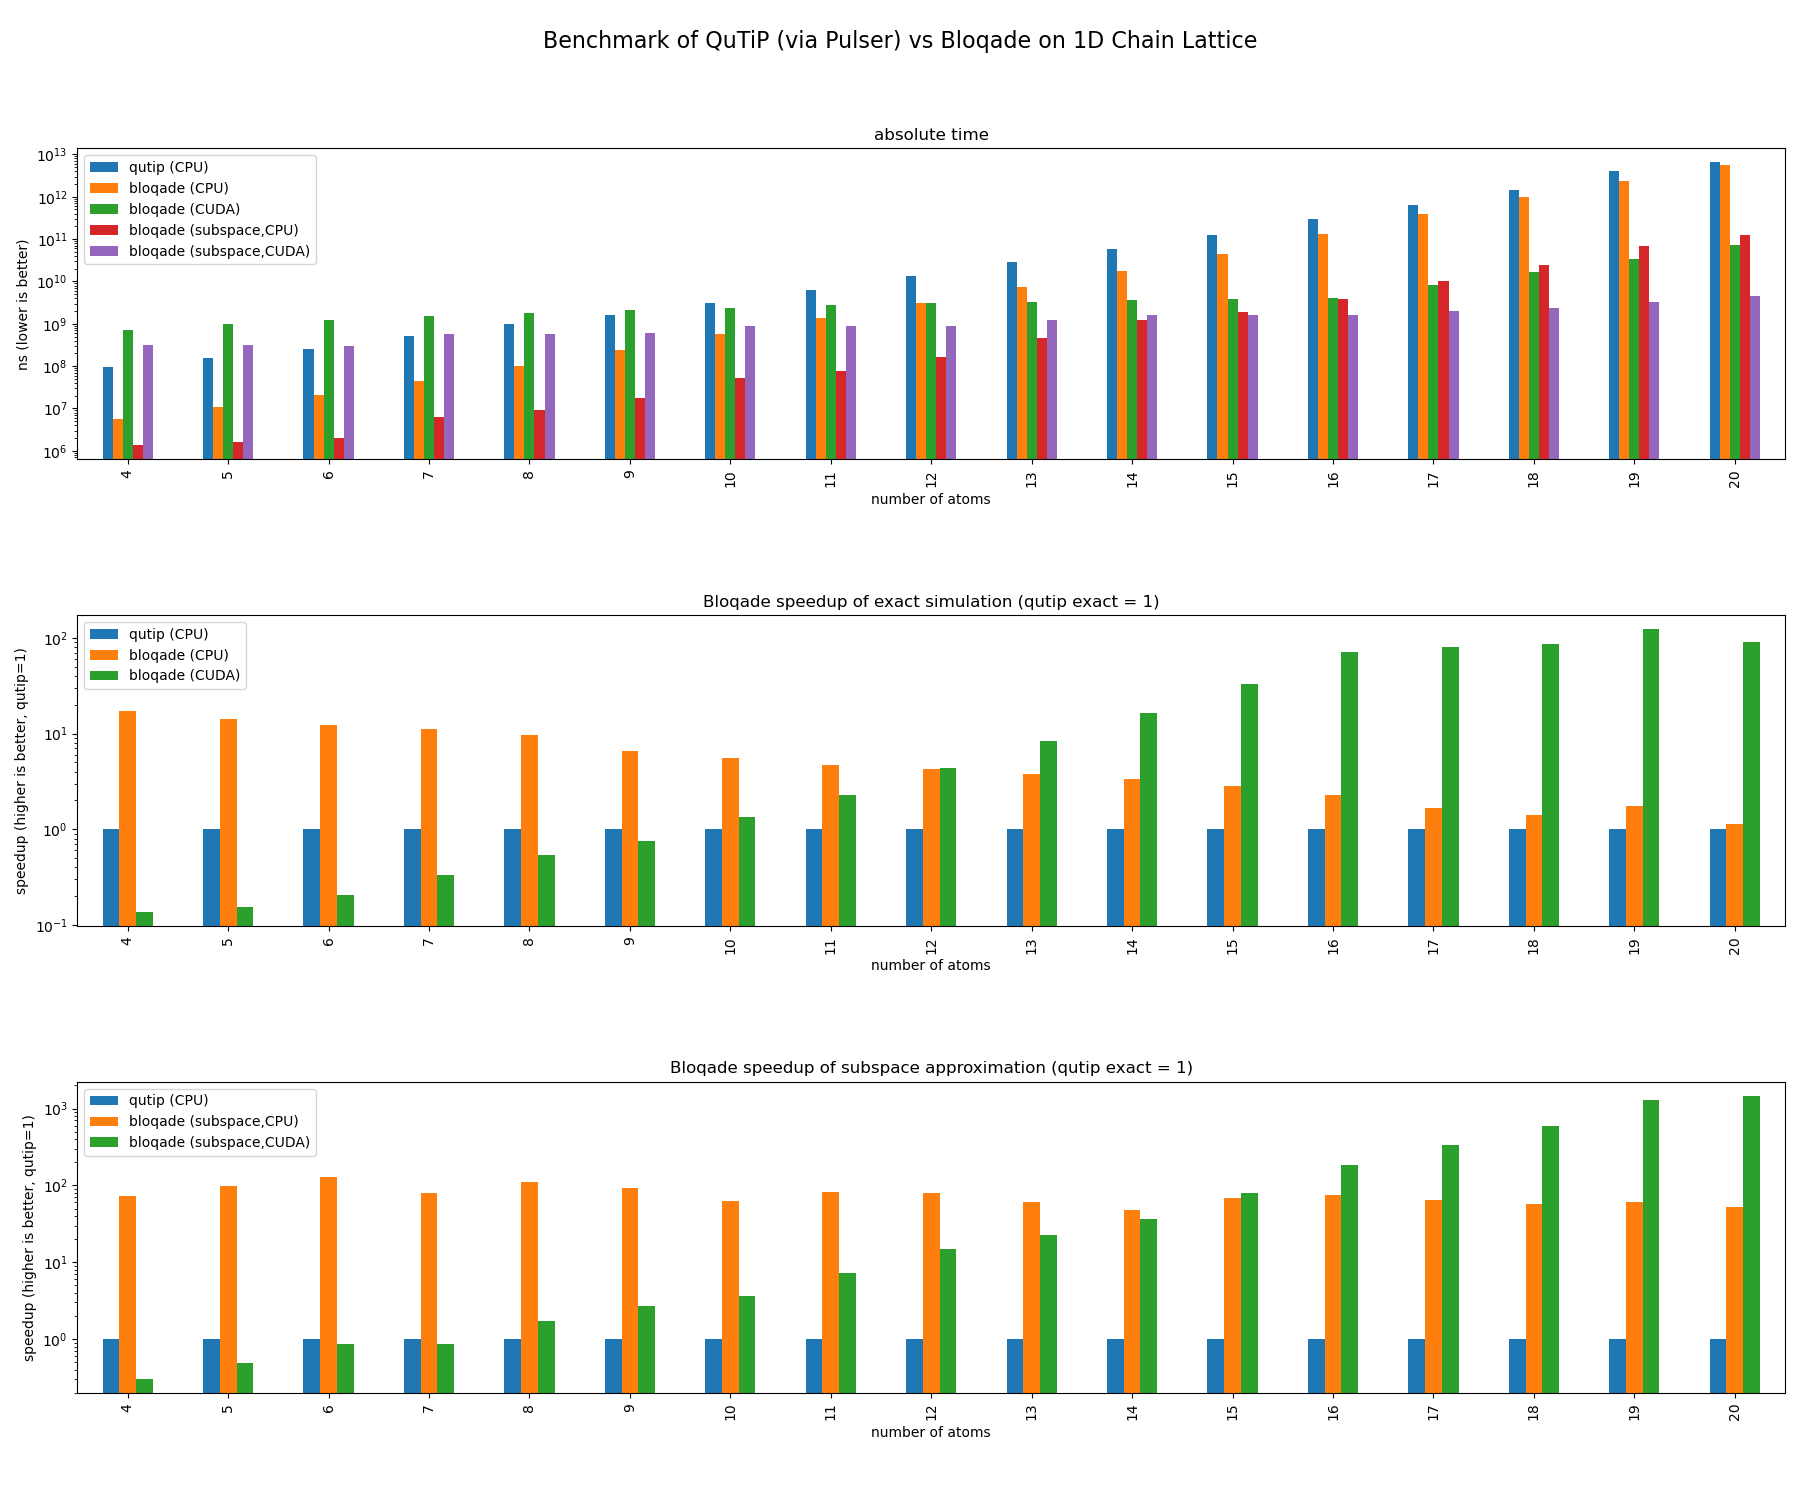 Benchmark of QuTiP (via Pulser) vs Bloqade on 1D Chain Lattice
absolute time
ns (lower is better)
10^13
10^12
10^11
10^10
10^9
10^8
10^7
10^6
qutip (CPU)
bloqade (CPU)
bloqade (CUDA)
bloqade (subspace,CPU)
bloqade (subspace,CUDA)
4 5 6 7 8 9 10 11 12 13 14 15 16 17 18 19 20
number of atoms
Bloqade speedup of exact simulation (qutip exact = 1)
speedup (higher is better, qutip=1)
10^2
10^1
10^0
10^−1
qutip (CPU)
bloqade (CPU)
bloqade (CUDA)
4 5 6 7 8 9 10 11 12 13 14 15 16 17 18 19 20
number of atoms
Bloqade speedup of subspace approximation (qutip exact = 1)
speedup (higher is better, qutip=1)
10^3
10^2
10^1
10^0
qutip (CPU)
bloqade (subspace,CPU)
bloqade (subspace,CUDA)
4 5 6 7 8 9 10 11 12 13 14 15 16 17 18 19 20
number of atoms